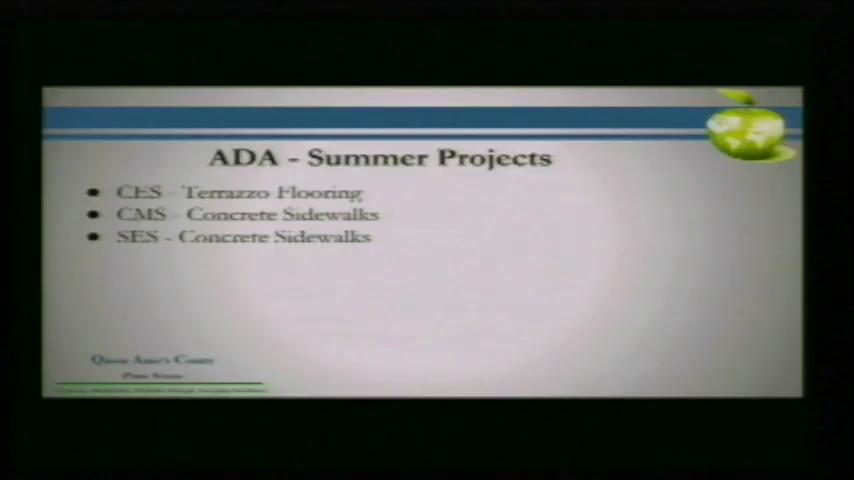 ADA - Summer Projects
● CES - Terrazzo Flooring
● CMS - Concrete Sidewalks
● SES - Concrete Sidewalks
Queen Anne's County